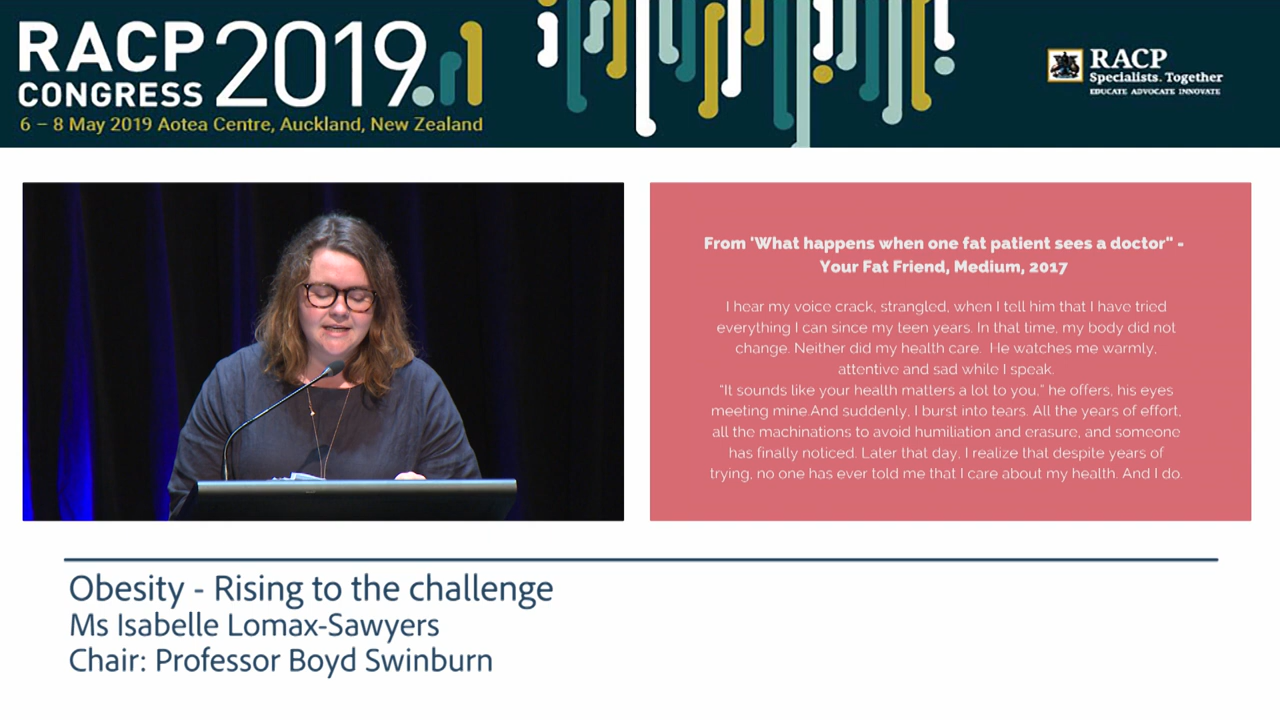 RACP 2019
CONGRESS
6 – 8 May 2019 Aotea Centre, Auckland, New Zealand
RACP
Specialists. Together
EDUCATE ADVOCATE INNOVATE
From 'What happens when one fat patient sees a doctor" -
Your Fat Friend, Medium, 2017
I hear my voice crack, strangled, when I tell him that I have tried
everything I can since my teen years. In that time, my body did not
change. Neither did my health care. He watches me warmly,
attentive and sad while I speak.
"It sounds like your health matters a lot to you," he offers, his eyes
meeting mine.And suddenly, I burst into tears. All the years of effort,
all the machinations to avoid humiliation and erasure, and someone
has finally noticed. Later that day, I realize that despite years of
trying, no one has ever told me that I care about my health. And I do.
Obesity - Rising to the challenge
Ms Isabelle Lomax-Sawyers
Chair: Professor Boyd Swinburn